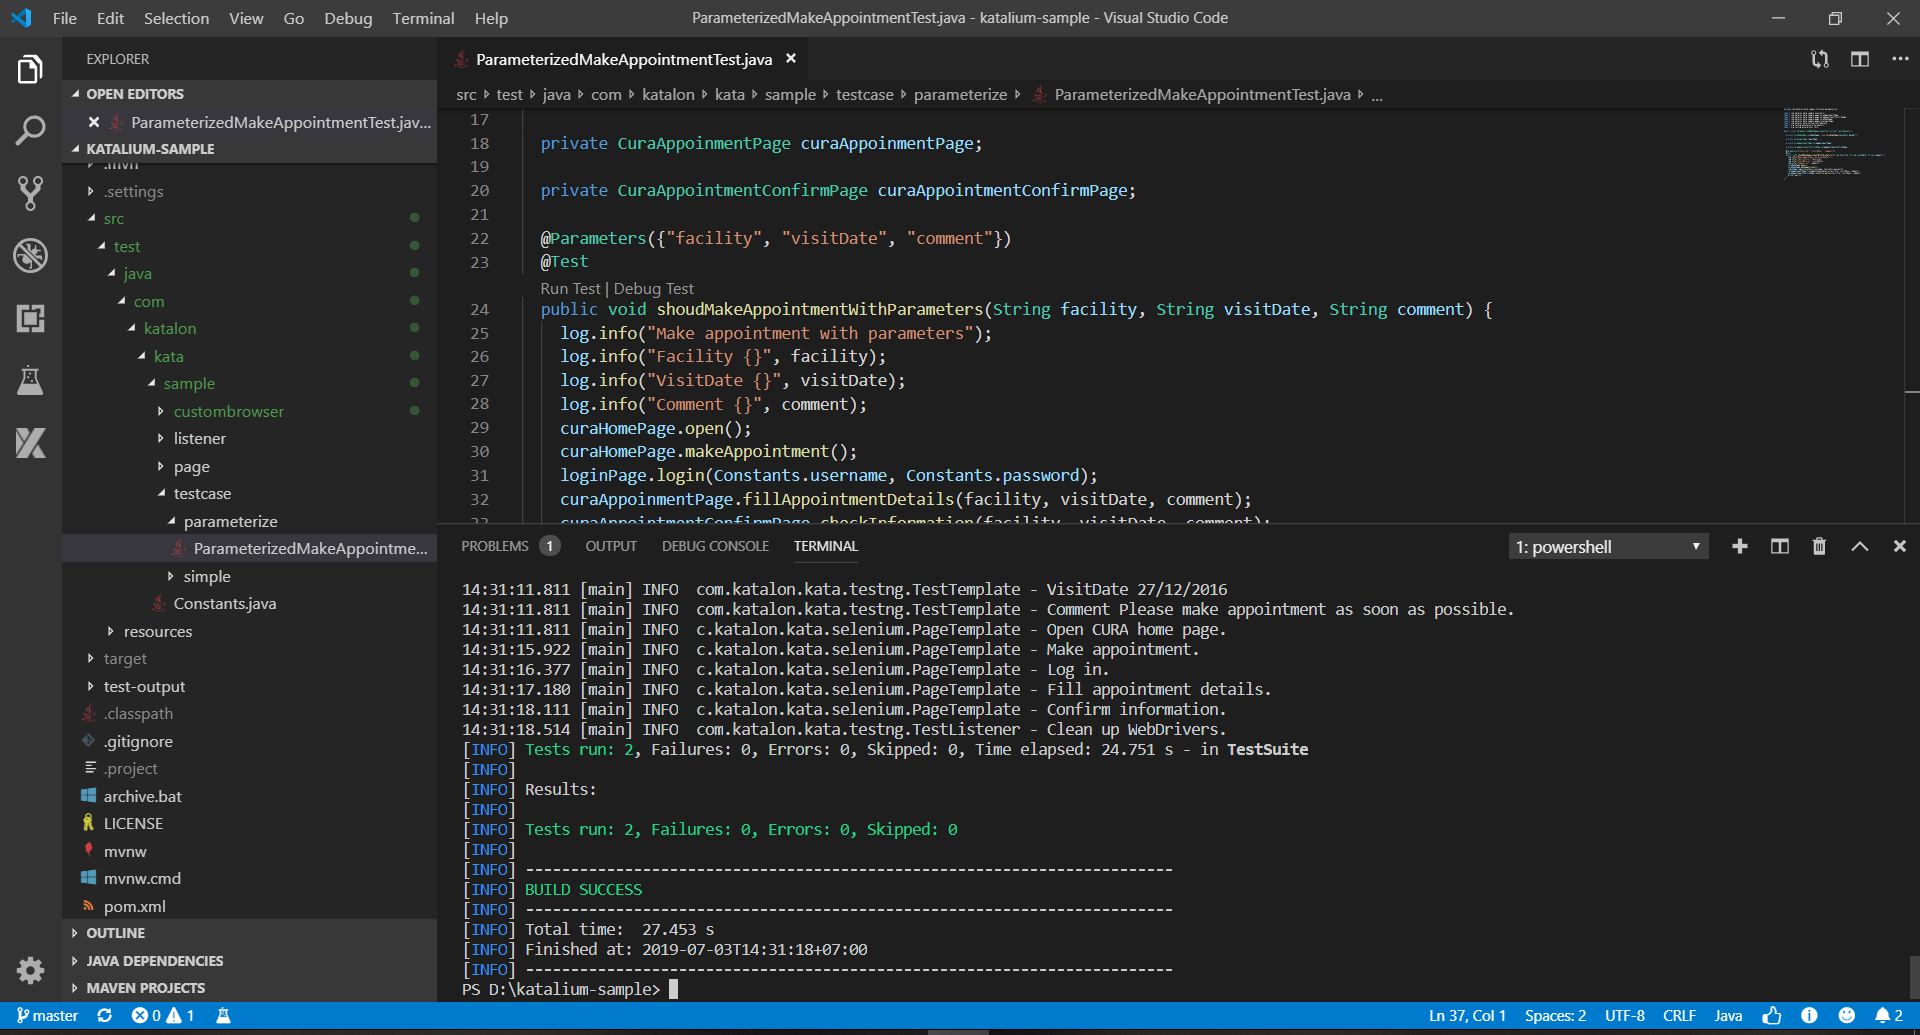 File Edit Selection View Go Debug Terminal Help
ParameterizedMakeAppointmentTest.java - katalium-sample - Visual Studio Code
EXPLORER
OPEN EDITORS
ParameterizedMakeAppointmentTest.jav...
KATALIUM-SAMPLE
.mvn
.settings
src
test
java
com
katalon
kata
sample
custombrowser
listener
page
testcase
parameterize
ParameterizedMakeAppointme...
simple
Constants.java
resources
target
test-output
.classpath
.gitignore
.project
archive.bat
LICENSE
mvnw
mvnw.cmd
pom.xml
OUTLINE
JAVA DEPENDENCIES
MAVEN PROJECTS
ParameterizedMakeAppointmentTest.java
src test java com katalon kata sample testcase parameterize ParameterizedMakeAppointmentTest.java ...
17
18 private CuraAppoinmentPage curaAppoinmentPage;
19
20 private CuraAppointmentConfirmPage curaAppointmentConfirmPage;
21
22 @Parameters({"facility", "visitDate", "comment"})
23 @Test
Run Test | Debug Test
24 public void shoudMakeAppointmentWithParameters(String facility, String visitDate, String comment) {
25 log.info("Make appointment with parameters");
26 log.info("Facility {}", facility);
27 log.info("VisitDate {}", visitDate);
28 log.info("Comment {}", comment);
29 curaHomePage.open();
30 curaHomePage.makeAppointment();
31 loginPage.login(Constants.username, Constants.password);
32 curaAppoinmentPage.fillAppointmentDetails(facility, visitDate, comment);
33 curaAppointmentConfirmPage.checkInformation(facility, visitDate, comment);
PROBLEMS 1 OUTPUT DEBUG CONSOLE TERMINAL 1: powershell
14:31:11.811 [main] INFO com.katalon.kata.testng.TestTemplate - VisitDate 27/12/2016
14:31:11.811 [main] INFO com.katalon.kata.testng.TestTemplate - Comment Please make appointment as soon as possible.
14:31:11.811 [main] INFO c.katalon.kata.selenium.PageTemplate - Open CURA home page.
14:31:15.922 [main] INFO c.katalon.kata.selenium.PageTemplate - Make appointment.
14:31:16.377 [main] INFO c.katalon.kata.selenium.PageTemplate - Log in.
14:31:17.180 [main] INFO c.katalon.kata.selenium.PageTemplate - Fill appointment details.
14:31:18.111 [main] INFO c.katalon.kata.selenium.PageTemplate - Confirm information.
14:31:18.514 [main] INFO com.katalon.kata.testng.TestListener - Clean up WebDrivers.
[INFO] Tests run: 2, Failures: 0, Errors: 0, Skipped: 0, Time elapsed: 24.751 s - in TestSuite
[INFO]
[INFO] Results:
[INFO]
[INFO] Tests run: 2, Failures: 0, Errors: 0, Skipped: 0
[INFO]
[INFO] ------------------------------------------------------------------------
[INFO] BUILD SUCCESS
[INFO] ------------------------------------------------------------------------
[INFO] Total time: 27.453 s
[INFO] Finished at: 2019-07-03T14:31:18+07:00
[INFO] ------------------------------------------------------------------------
PS D:\katalium-sample>
master 0 1 Ln 37, Col 1 Spaces: 2 UTF-8 CRLF Java 2